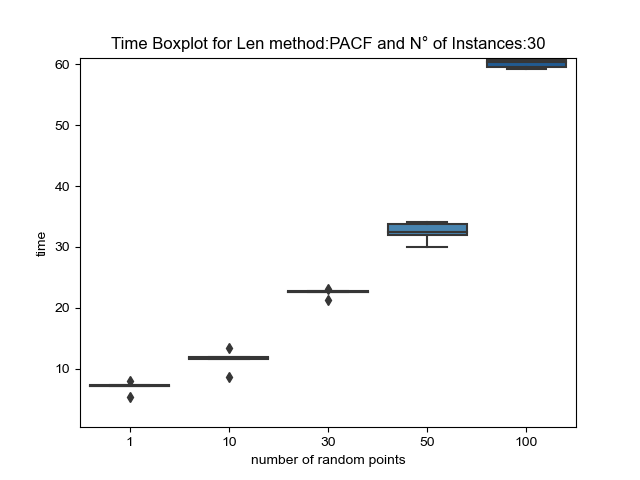 Time Boxplot for Len method:PACF and N° of Instances:30
60
50
40
30
20
10
time
1 10 30 50 100
number of random points